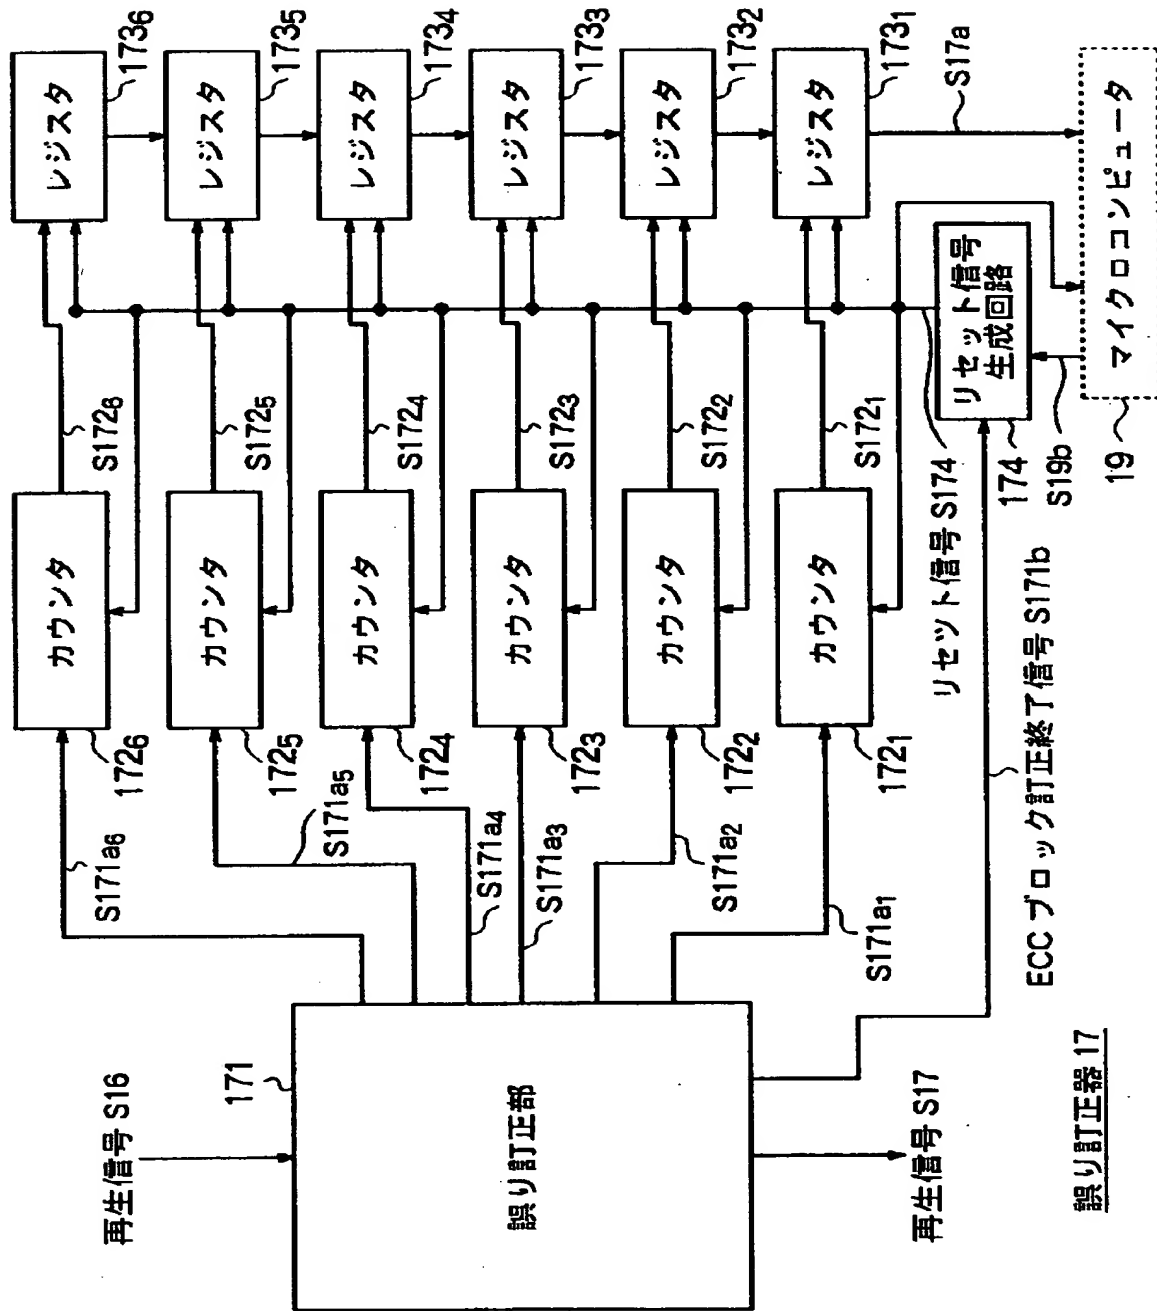 レジスタ
カウンタ
S171a6
S1726
1726
1736
レジスタ
カウンタ
S1725
1725
1735
S171a5
レジスタ
カウンタ
S1724
1724
1734
S171a4
レジスタ
カウンタ
S1723
1723
1733
S171a3
レジスタ
カウンタ
S1722
1722
1732
S171a2
レジスタ
カウンタ
S1721
1721
1731
S171a1
再生信号 S16
171
誤り訂正部
再生信号 S17
S17a
リセット信号 S174
リセット信号
生成回路
174
ECC ブロック訂正終了信号 S171b
S19b
19
マイクロコンピュータ
誤り訂正器 17